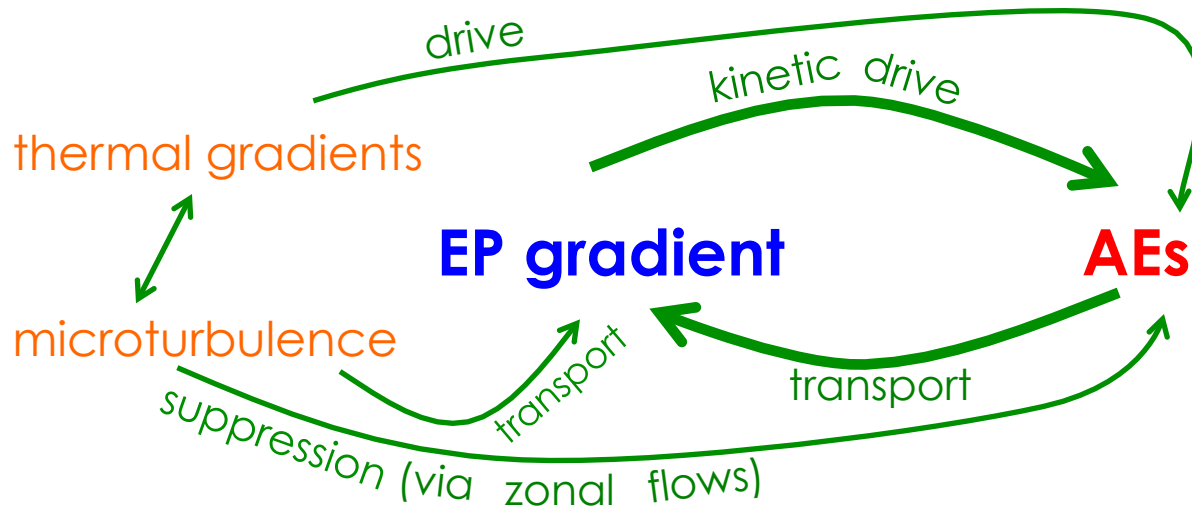 drive
kinetic drive
thermal gradients
EP gradient
AEs
microturbulence
transport
transport
suppression (via zonal flows)